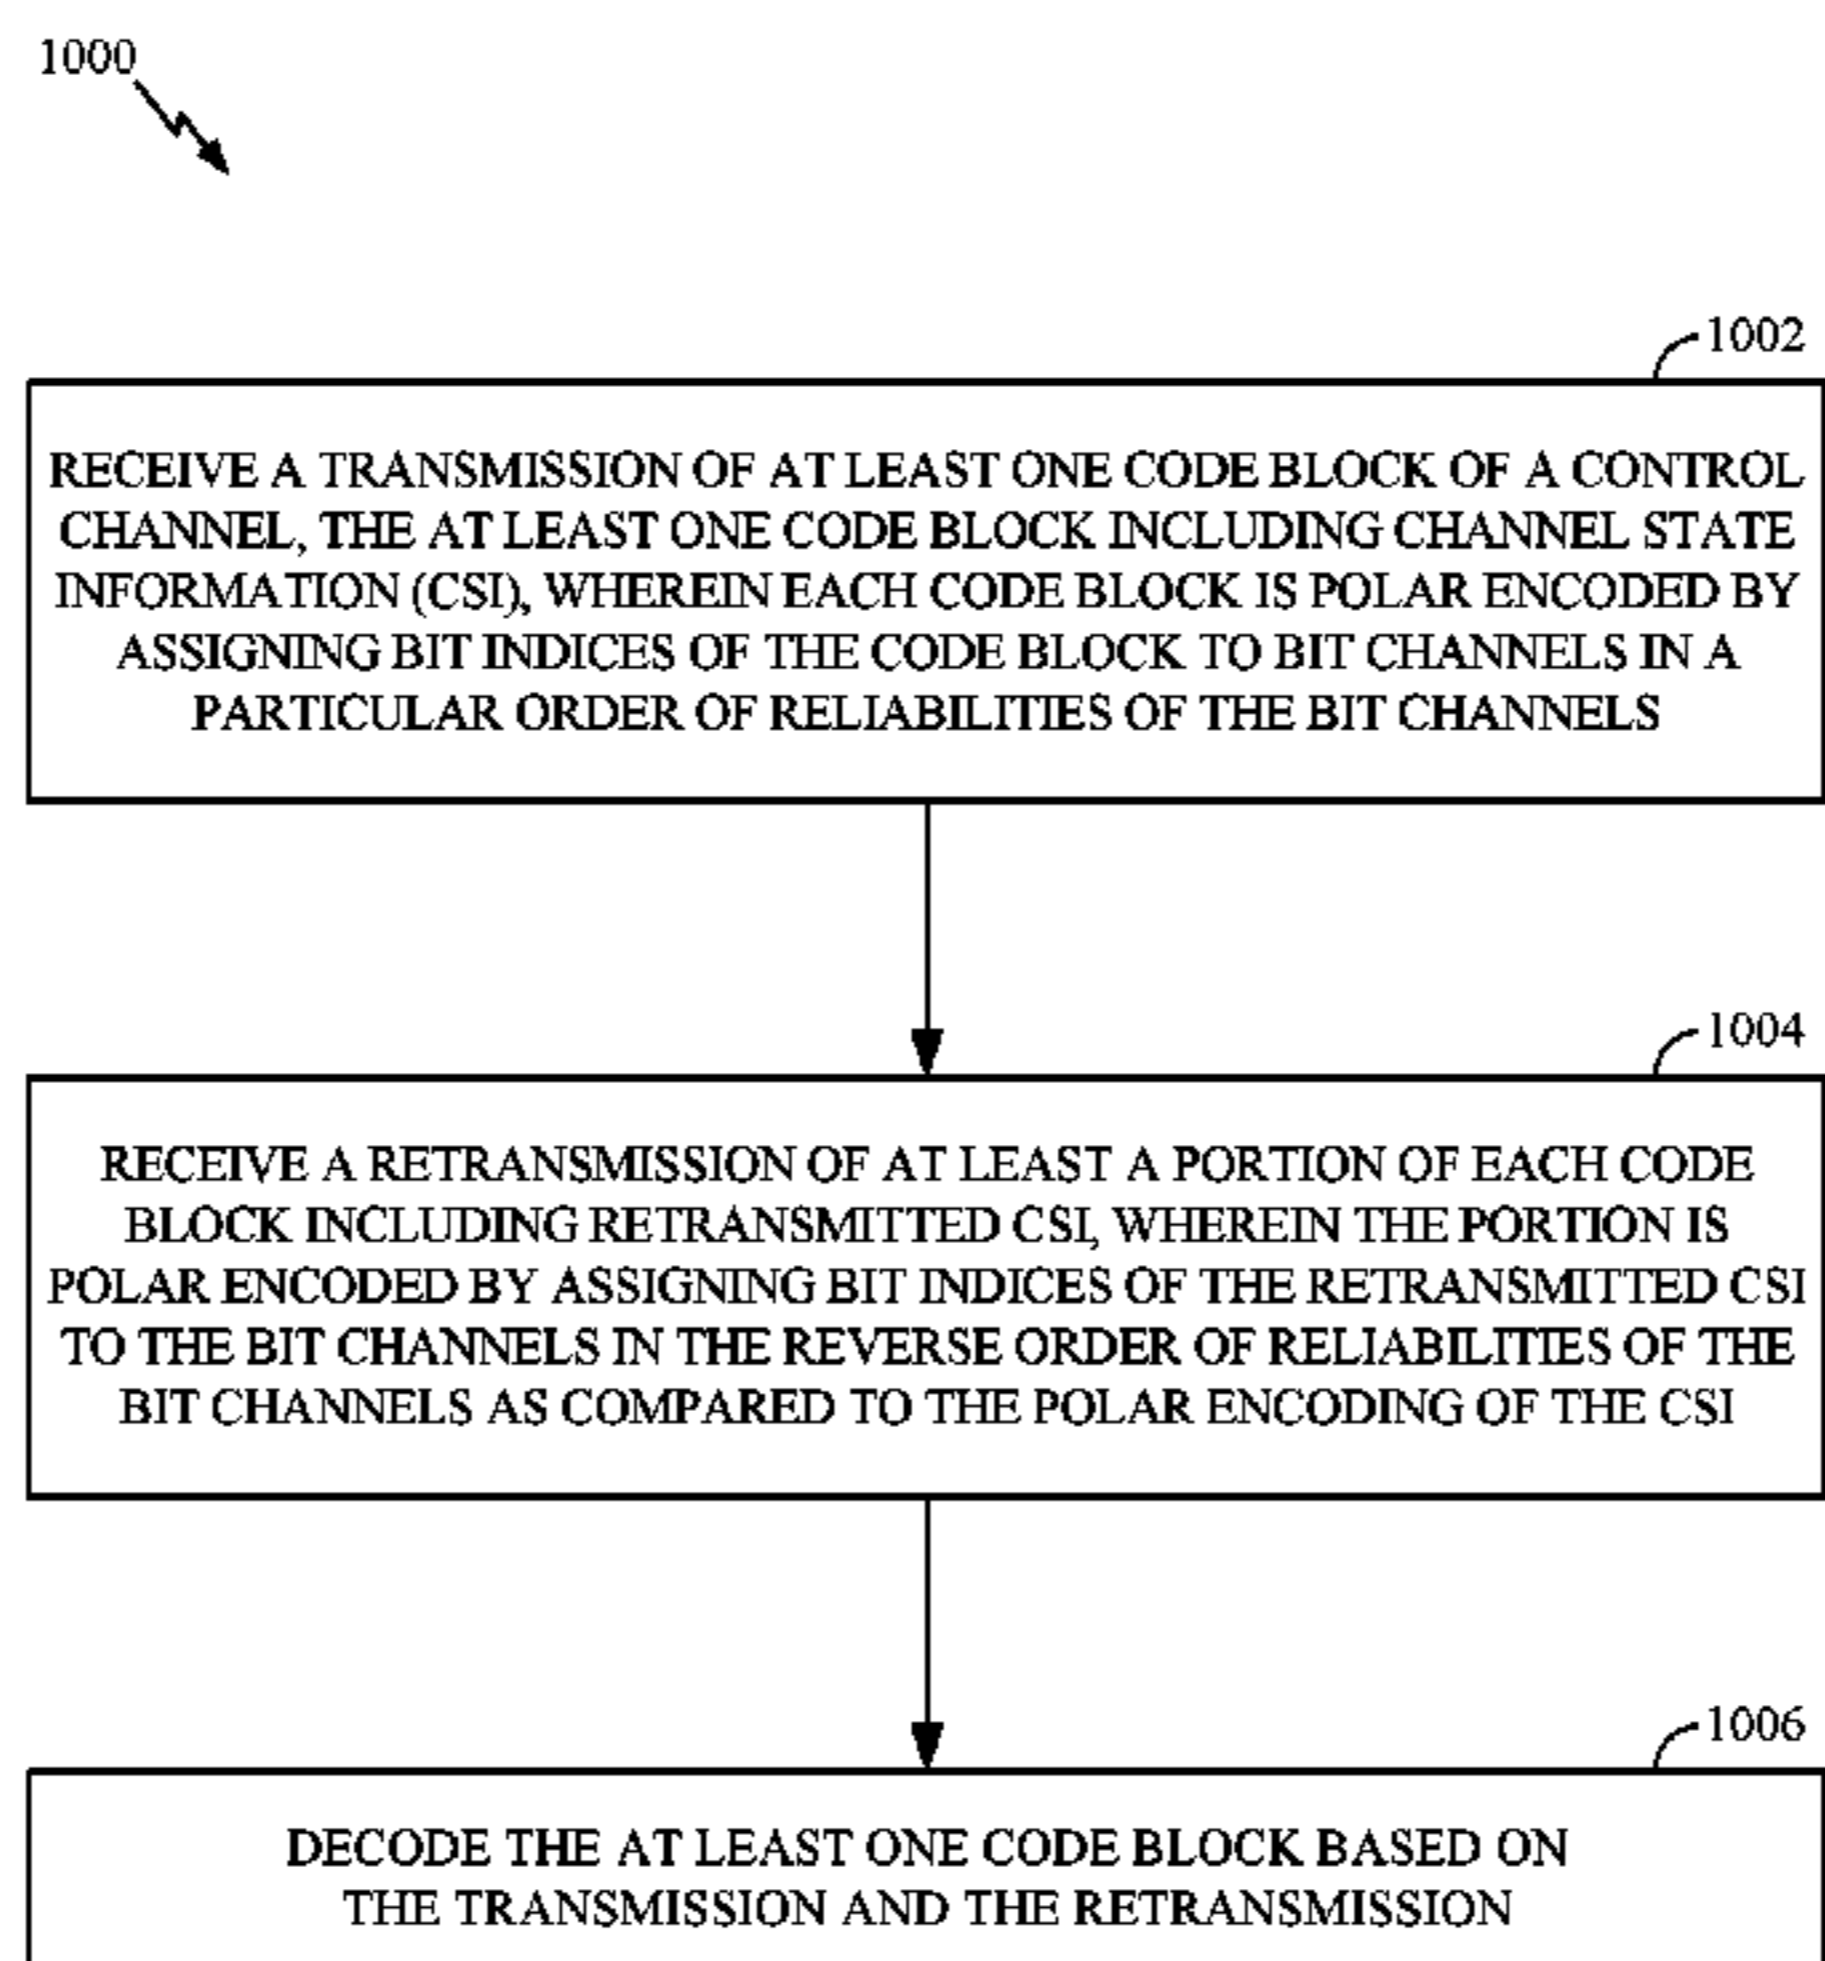 1000
1002
RECEIVE A TRANSMISSION OF AT LEAST ONE CODE BLOCK OF A CONTROL
CHANNEL, THE AT LEAST ONE CODE BLOCK INCLUDING CHANNEL STATE
INFORMATION (CSI), WHEREIN EACH CODE BLOCK IS POLAR ENCODED BY
ASSIGNING BIT INDICES OF THE CODE BLOCK TO BIT CHANNELS IN A
PARTICULAR ORDER OF RELIABILITIES OF THE BIT CHANNELS
1004
RECEIVE A RETRANSMISSION OF AT LEAST A PORTION OF EACH CODE
BLOCK INCLUDING RETRANSMITTED CSI, WHEREIN THE PORTION IS
POLAR ENCODED BY ASSIGNING BIT INDICES OF THE RETRANSMITTED CSI
TO THE BIT CHANNELS IN THE REVERSE ORDER OF RELIABILITIES OF THE
BIT CHANNELS AS COMPARED TO THE POLAR ENCODING OF THE CSI
1006
DECODE THE AT LEAST ONE CODE BLOCK BASED ON
THE TRANSMISSION AND THE RETRANSMISSION